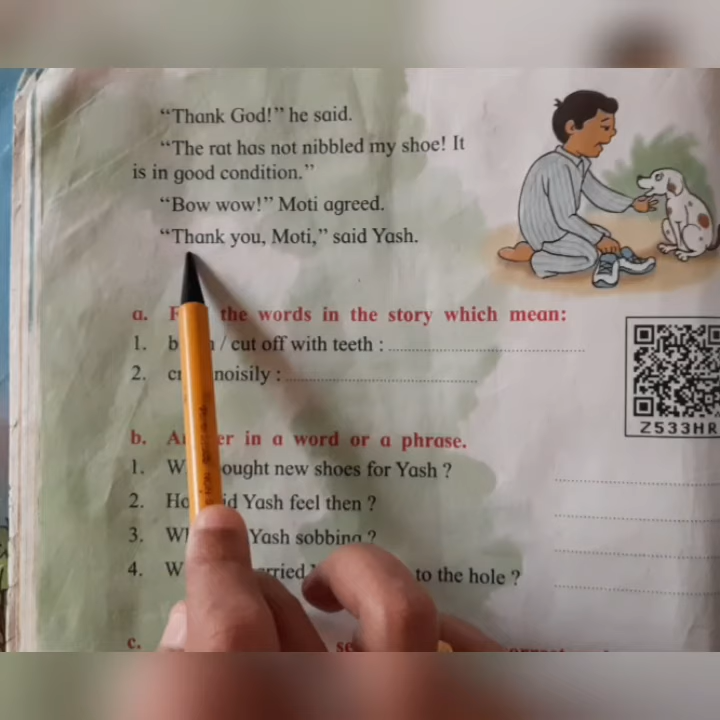 “Thank God!” he said.
“The rat has not nibbled my shoe! It
is in good condition.”
“Bow wow!” Moti agreed.
“Thank you, Moti,” said Yash.
a. the words in the story which mean:
1. / cut off with teeth :
2. noisily :
Z533HR
b. in a word or a phrase.
1. new shoes for Yash ?
2. Yash feel then ?
3. Yash sobbing ?
4. to the hole ?
c.